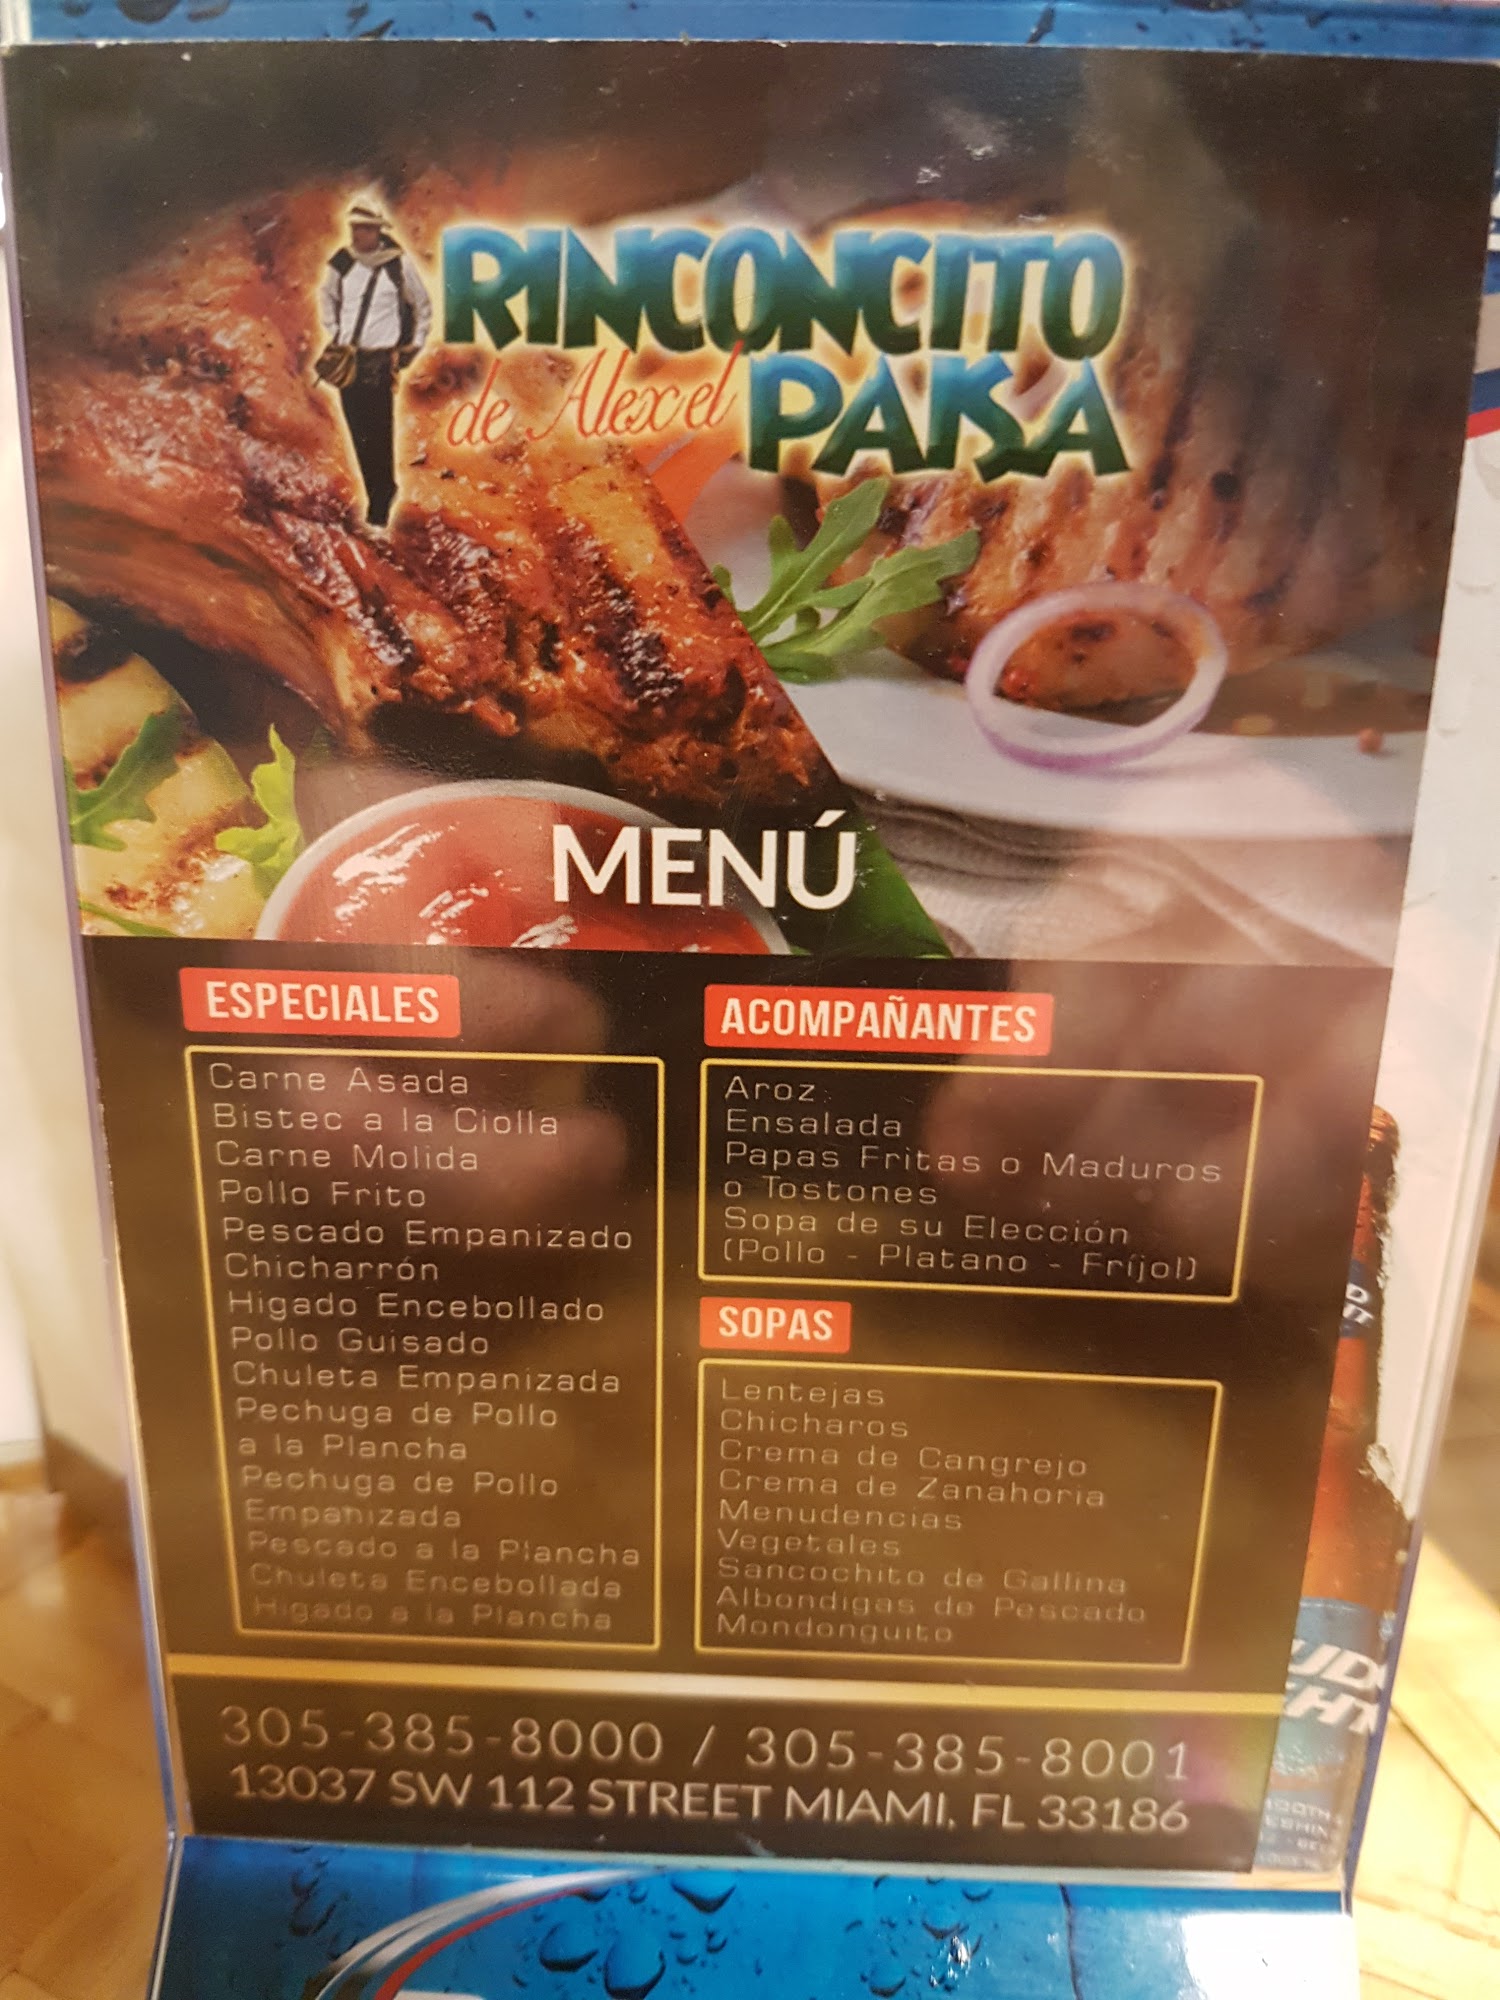 RINCONCITO
de Alex el PAISA
MENÚ
ESPECIALES
Carne Asada
Bistec a la Ciolla
Carne Molida
Pollo Frito
Pescado Empanizado
Chicharrón
Higado Encebollado
Pollo Guisado
Chuleta Empanizada
Pechuga de Pollo
a la Plancha
Pechuga de Pollo
Empanizada
Pescado a la Plancha
Chuleta Encebollada
Higado a la Plancha
ACOMPAÑANTES
Aroz
Ensalada
Papas Fritas o Maduros
o Tostones
Sopa de su Elección
(Pollo - Platano - Fríjol)
SOPAS
Lentejas
Chicharos
Crema de Cangrejo
Crema de Zanahoria
Menudencias
Vegetales
Sancochito de Gallina
Albondigas de Pescado
Mondonguito
305-385-8000 / 305-385-8001
13037 SW 112 STREET MIAMI, FL 33186